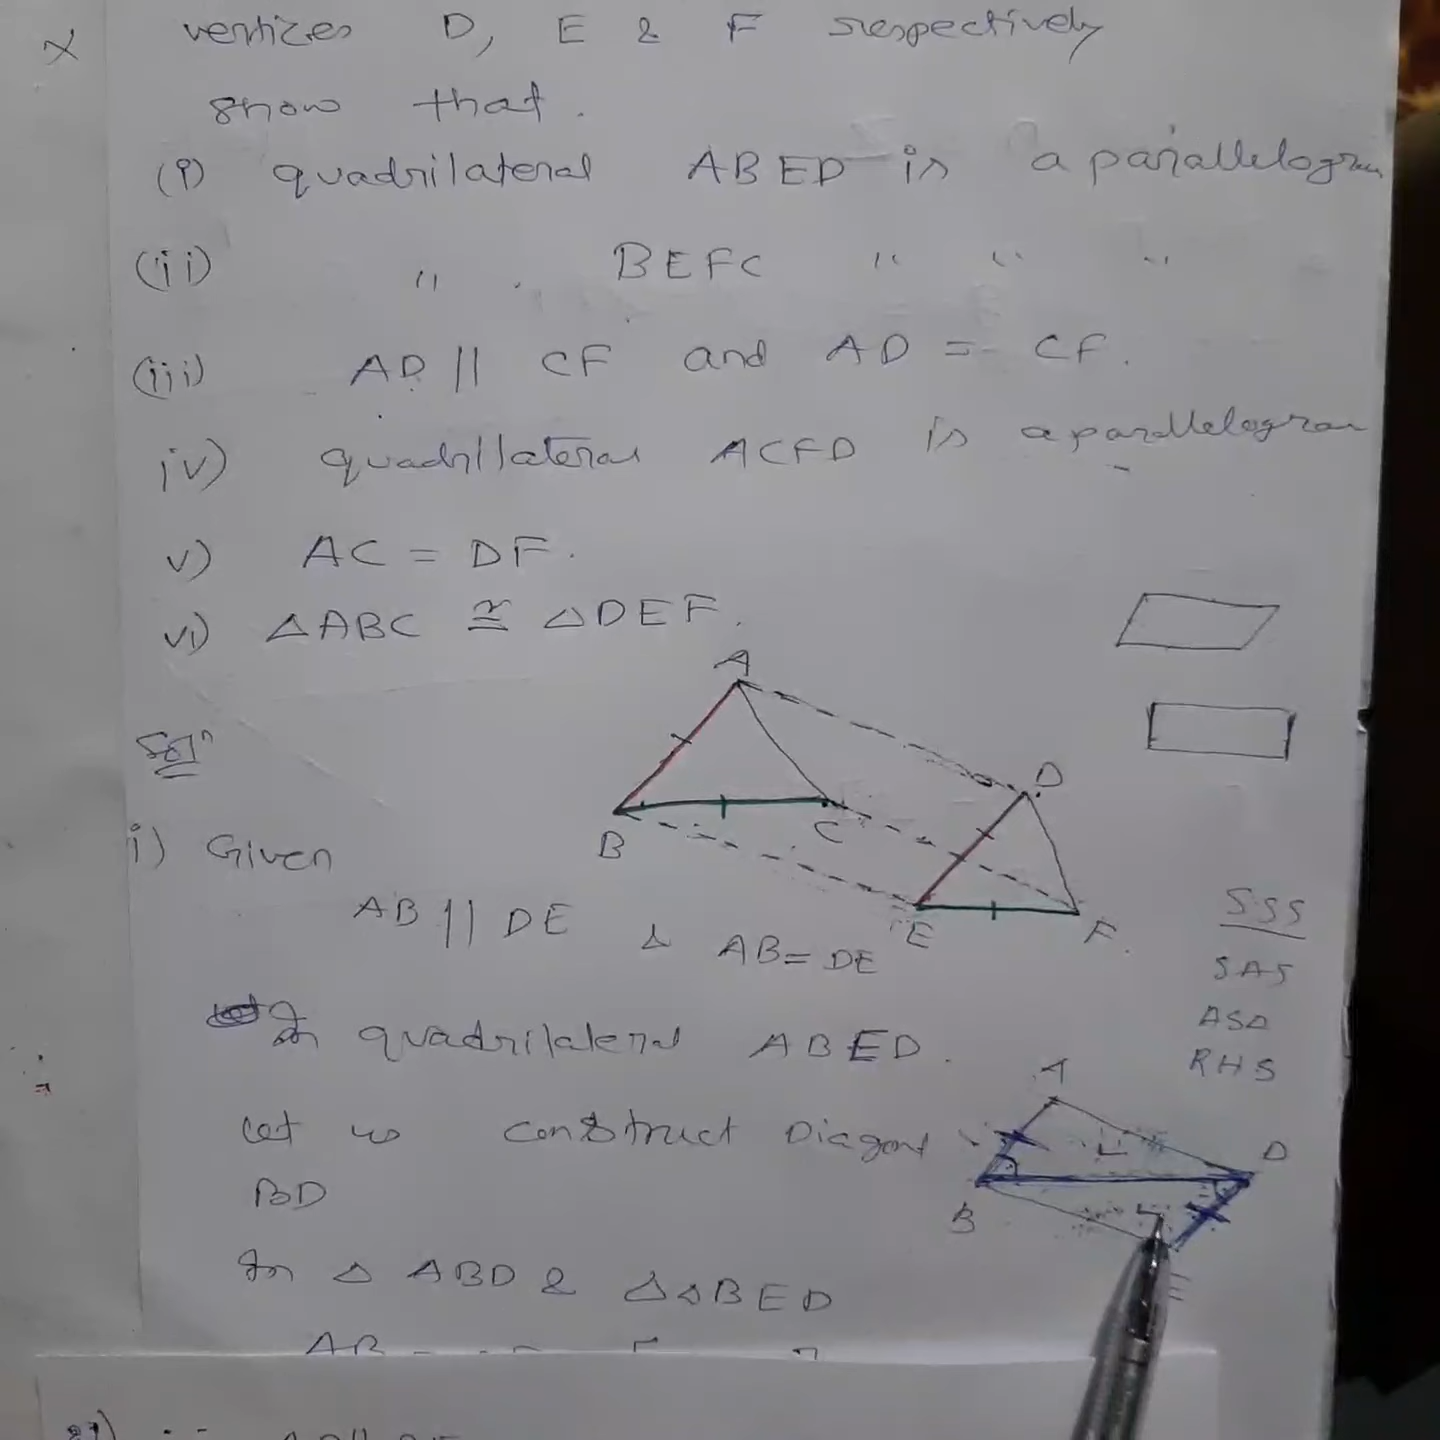 x vertices D, E & F respectively
show that.
(i) quadrilateral ABED is a parallelogram
(ii) " BEFC " " "
(iii) AD || CF and AD = CF.
iv) quadrilateral ACFD is a parallelogram
v) AC = DF.
vi) △ABC ≅ △DEF.
A
Solⁿ
D
B
C
i) Given
E
F.
AB || DE & AB = DE
SSS
SAS
ASA
RHS
In quadrilateral ABED.
A
Let us construct Diagonal
BD
D
B
E
In △ ABD & △ BED
AB